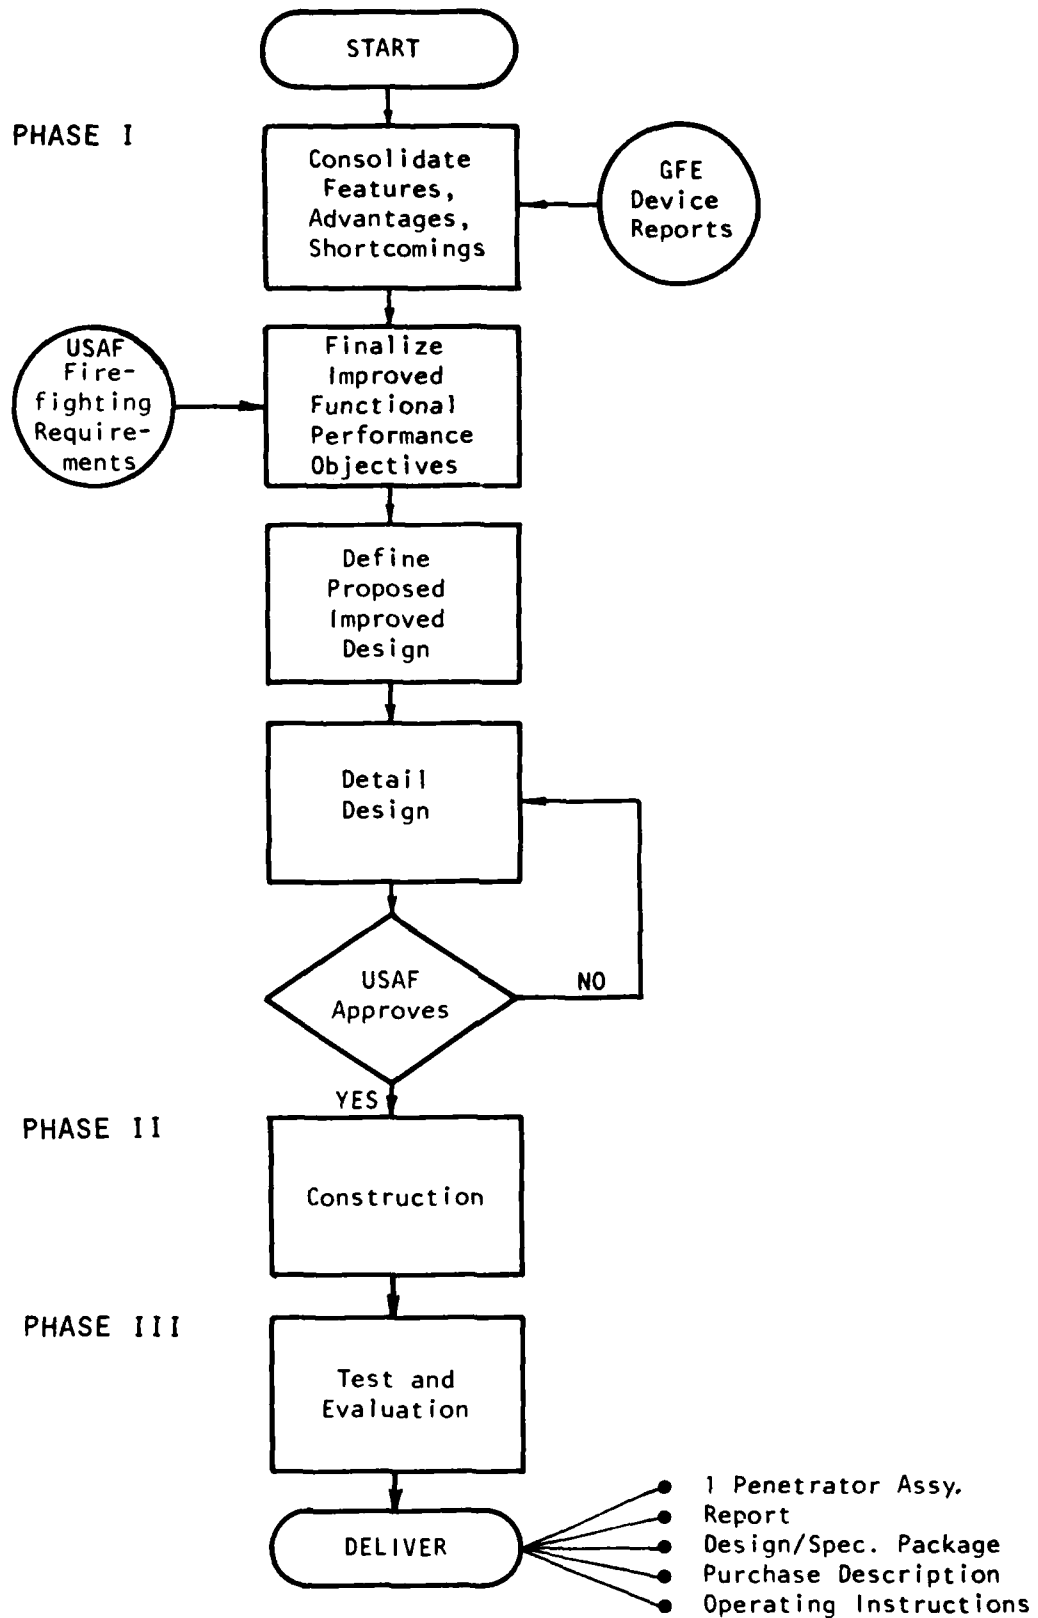 START
PHASE I
Consolidate
Features,
Advantages,
Shortcomings
GFE
Device
Reports
USAF
Fire-
fighting
Require-
ments
Finalize
Improved
Functional
Performance
Objectives
Define
Proposed
Improved
Design
Detail
Design
USAF
Approves
NO
YES
PHASE II
Construction
PHASE III
Test and
Evaluation
DELIVER
1 Penetrator Assy.
Report
Design/Spec. Package
Purchase Description
Operating Instructions